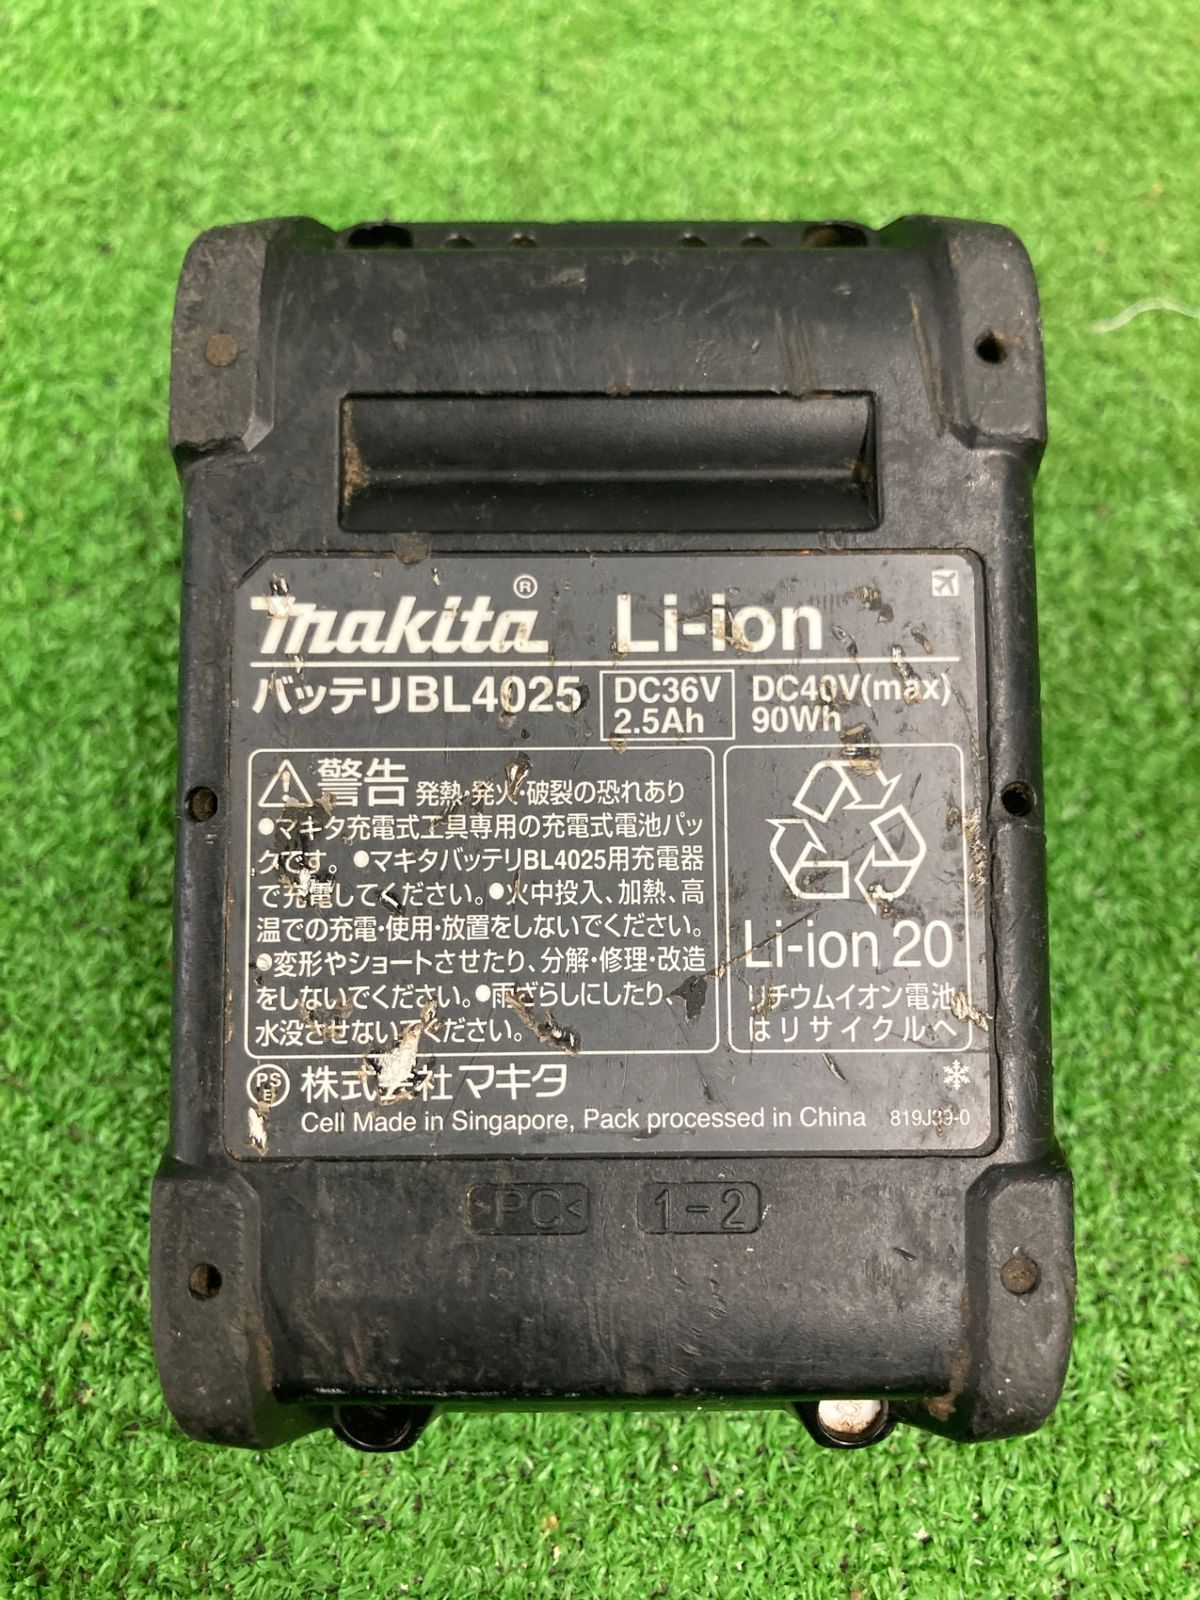 makita® Li-ion
バッテリBL4025 DC36V 2.5Ah DC40V(max) 90Wh
警告 発熱・発火・破裂の恐れあり
●マキタ充電式工具専用の充電式電池パッ
クです。●マキタバッテリBL4025用充電器
で充電してください。●火中投入、加熱、高
温での充電・使用・放置をしないでください。
●変形やショートさせたり、分解・修理・改造
をしないでください。●雨ざらしにしたり、
水没させないでください。
Li-ion 20
リチウムイオン電池
はリサイクルへ
PS E 株式会社マキタ
Cell Made in Singapore, Pack processed in China 819J39-0
>PC< 1-2